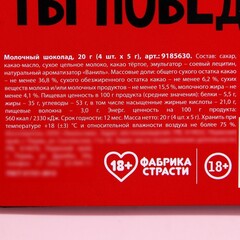 ТЫ ПОБЕД
Молочный шоколад, 20 г (4 шт. х 5 г), арт. 9185630. Состав: сахар,
какао-масло, сухое цельное молоко, какао тёртое, эмульгатор – соевый лецитин,
натуральный ароматизатор «Ваниль». Массовые доли: общего сухого остатка какао
– не менее 36,8 %, сухого обезжиренного остатка какао – не менее 6,2 %, сухих
веществ молока и/или молочных продуктов – не менее 15,5 %, молочного жира – не
менее 4,1 %. Пищевая ценность в 100 г продукта (средние значения): белки – 5,5 г,
жиры – 35 г, углеводы – 53 г, в том числе насыщенные жирные кислоты – 21,0 г,
пищевые волокна – 3,0 г. Энергетическая ценность в 100 г продукта:
560 ккал / 2330 кДж. Срок годности: 12 мес. Масса: 20 г (4 шт х 5 г). Хранить при
температуре +18 (±3) °С и относительной влажности воздуха не более 75 %.
18+ ФАБРИКА
СТРАСТИ
18+